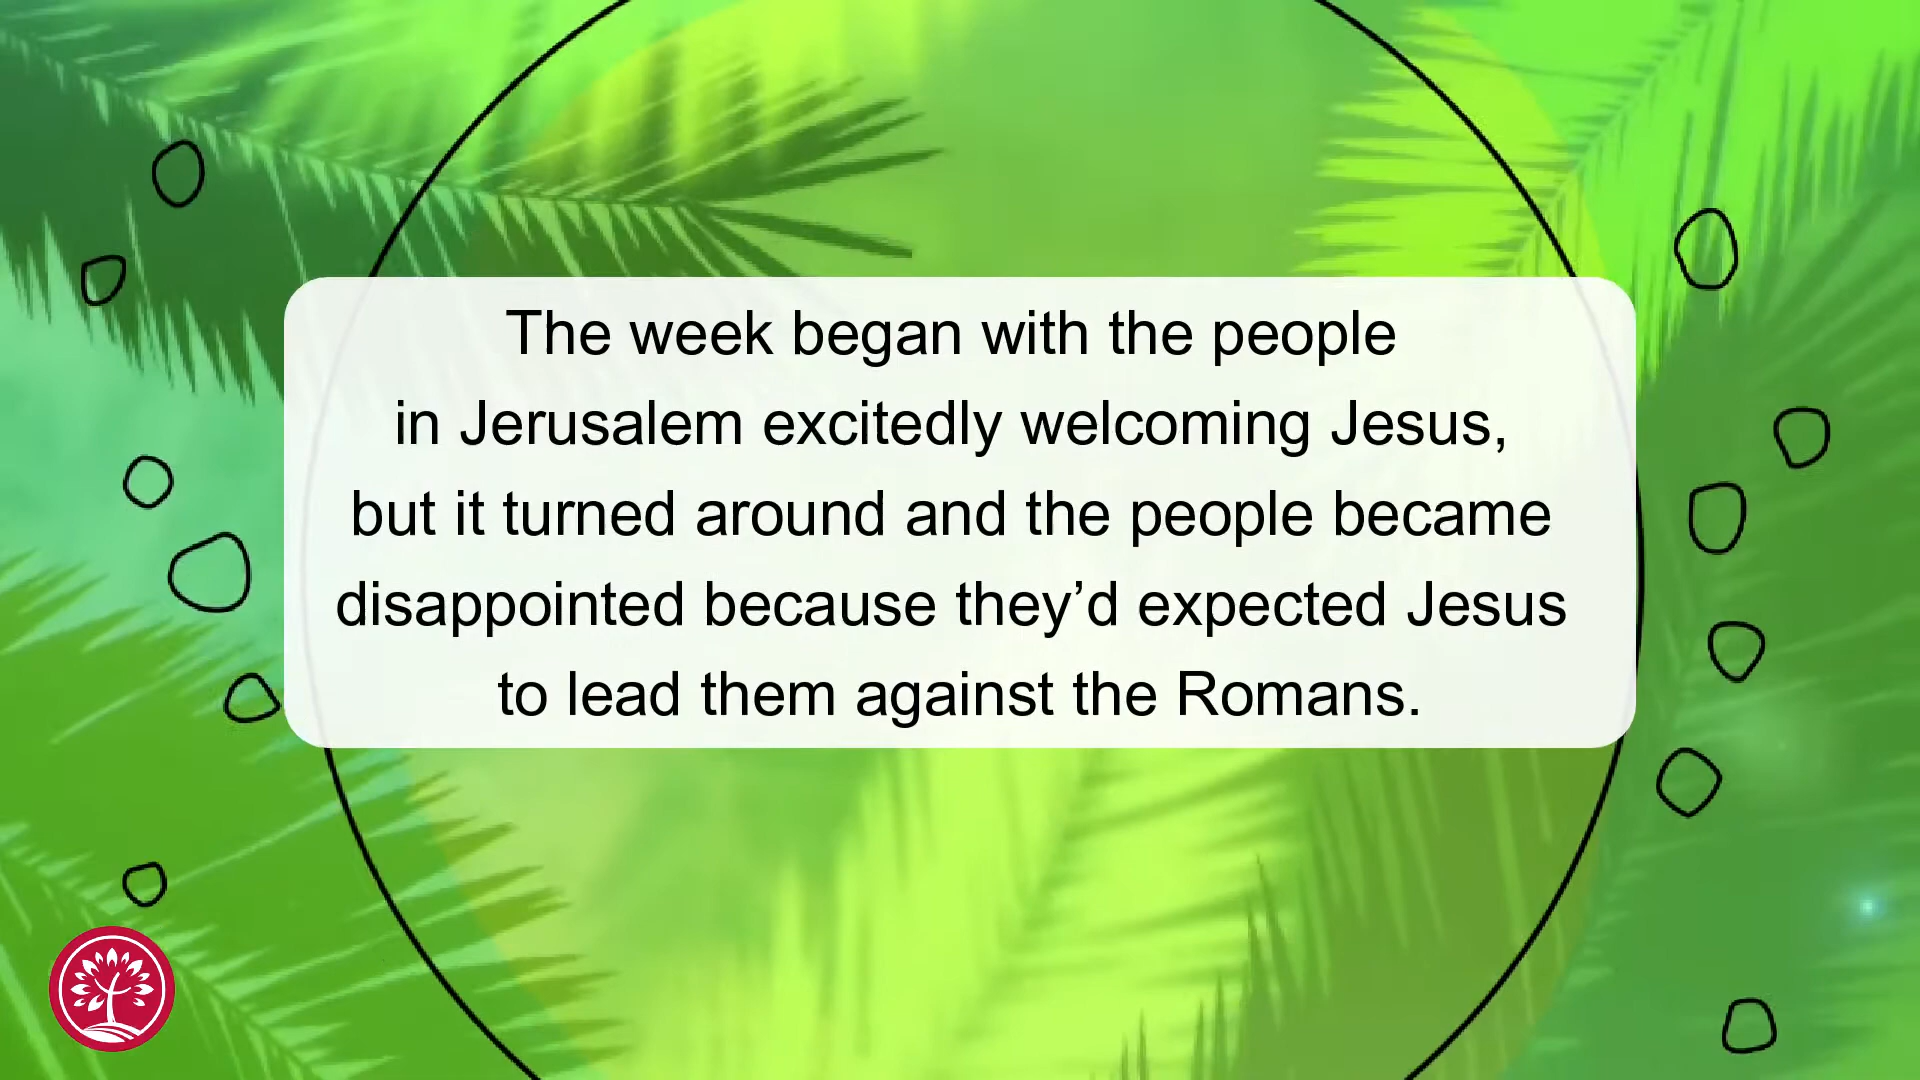 The week began with the people
in Jerusalem excitedly welcoming Jesus,
but it turned around and the people became
disappointed because they’d expected Jesus
to lead them against the Romans.